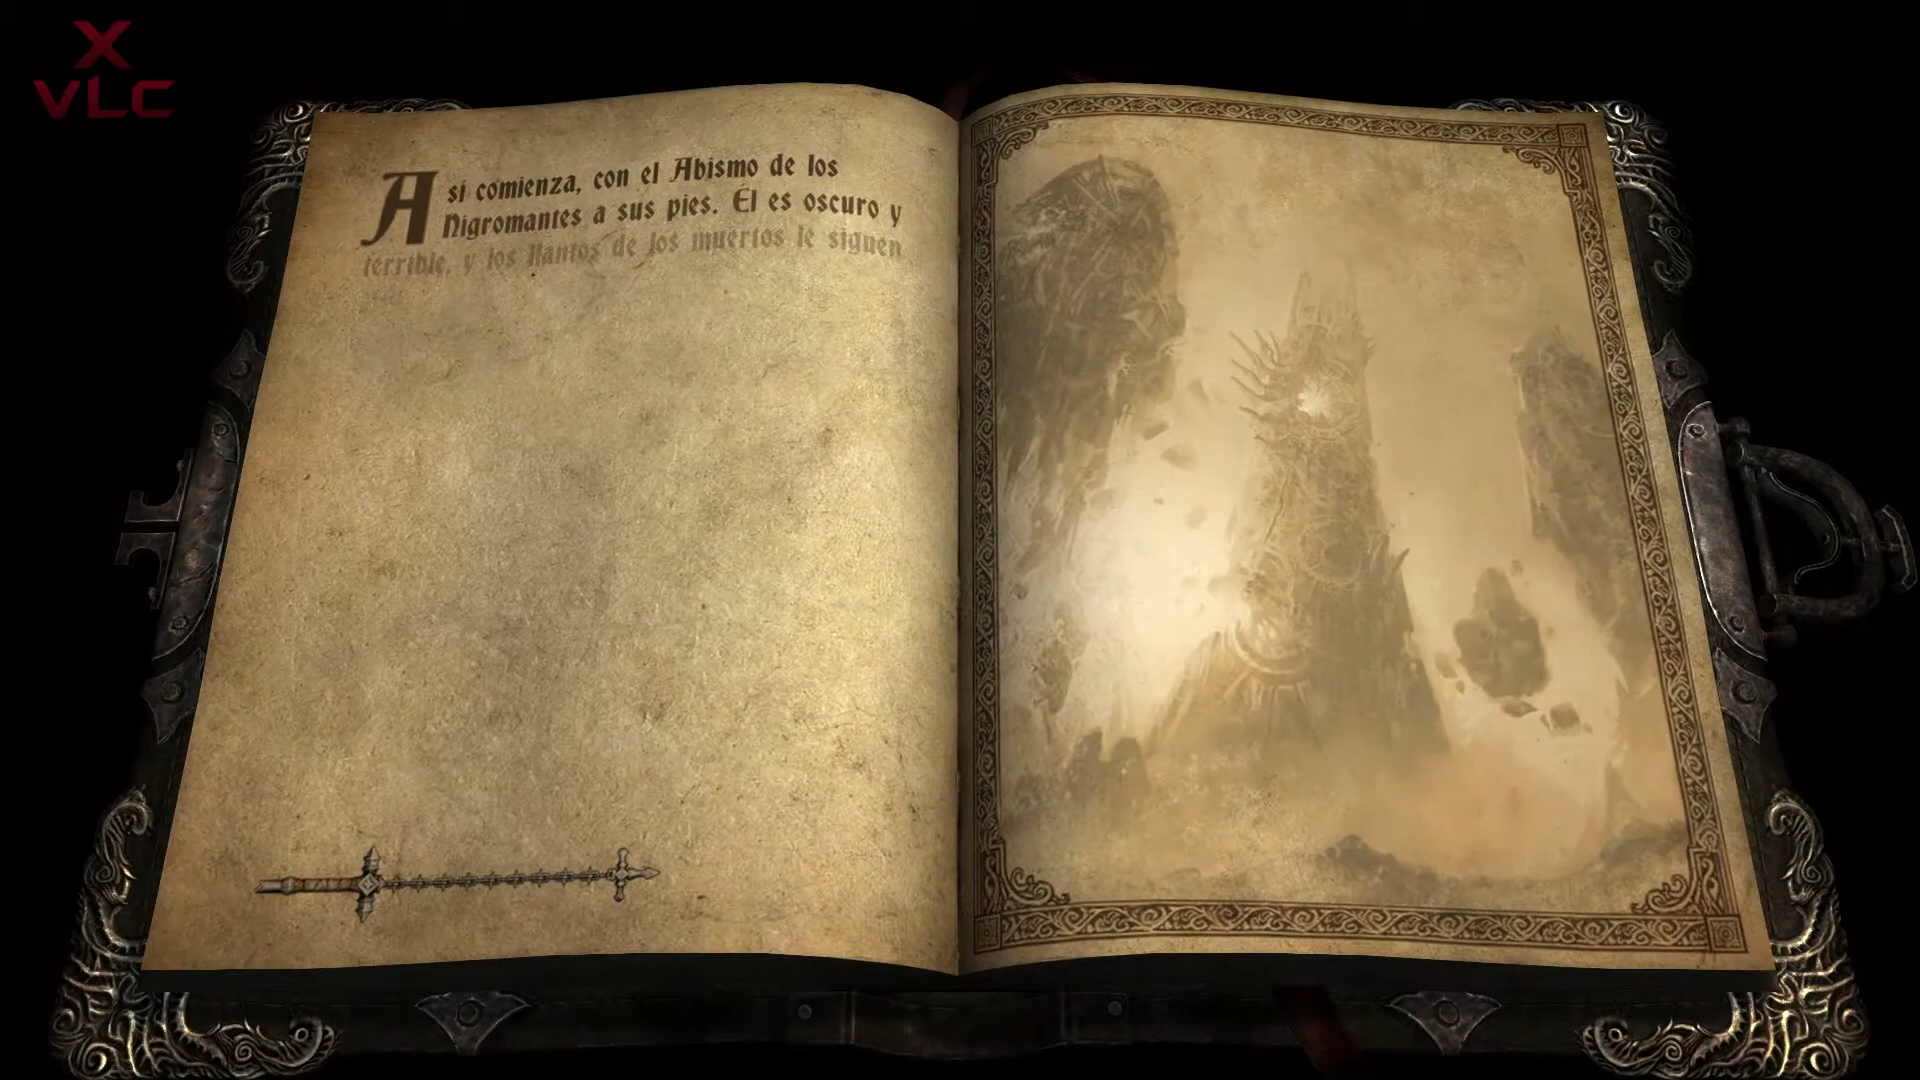 X
VLC
Así comienza, con el Abismo de los
Nigromantes a sus pies. Él es oscuro y
terrible, y los llantos de los muertos le siguen